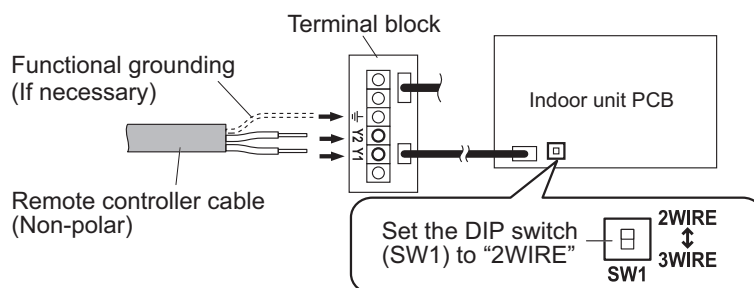 Terminal block
Functional grounding
(If necessary)
Indoor unit PCB
Y2
Y1
Remote controller cable
(Non-polar)
Set the DIP switch
(SW1) to “2WIRE”
2WIRE
3WIRE
SW1